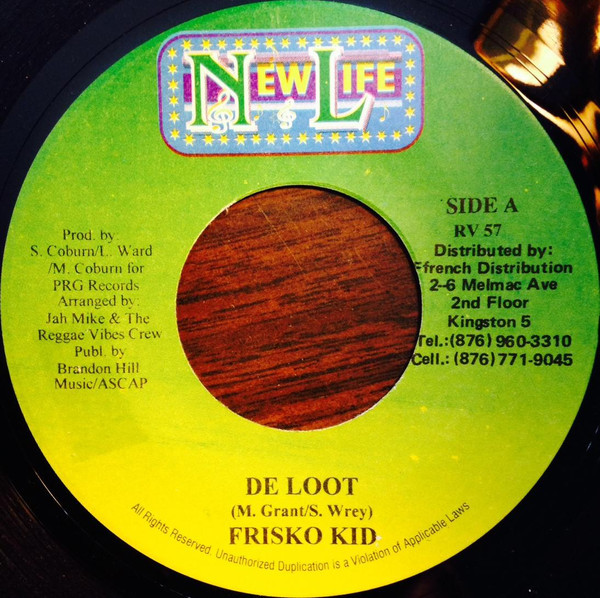 NEW LIFE
Prod. by:
S. Coburn/L. Ward
/M. Coburn for
PRG Records
Arranged by:
Jah Mike & The
Reggae Vibes Crew
Publ. by
Brandon Hill
Music/ASCAP
SIDE A
RV 57
Distributed by:
Ffrench Distribution
2-6 Melmac Ave
2nd Floor
Kingston 5
Tel.:(876) 960-3310
Cell.: (876) 771-9045
DE LOOT
(M. Grant/S. Wrey)
FRISKO KID
All Rights Reserved. Unauthorized Duplication is a Violation of Applicable Laws